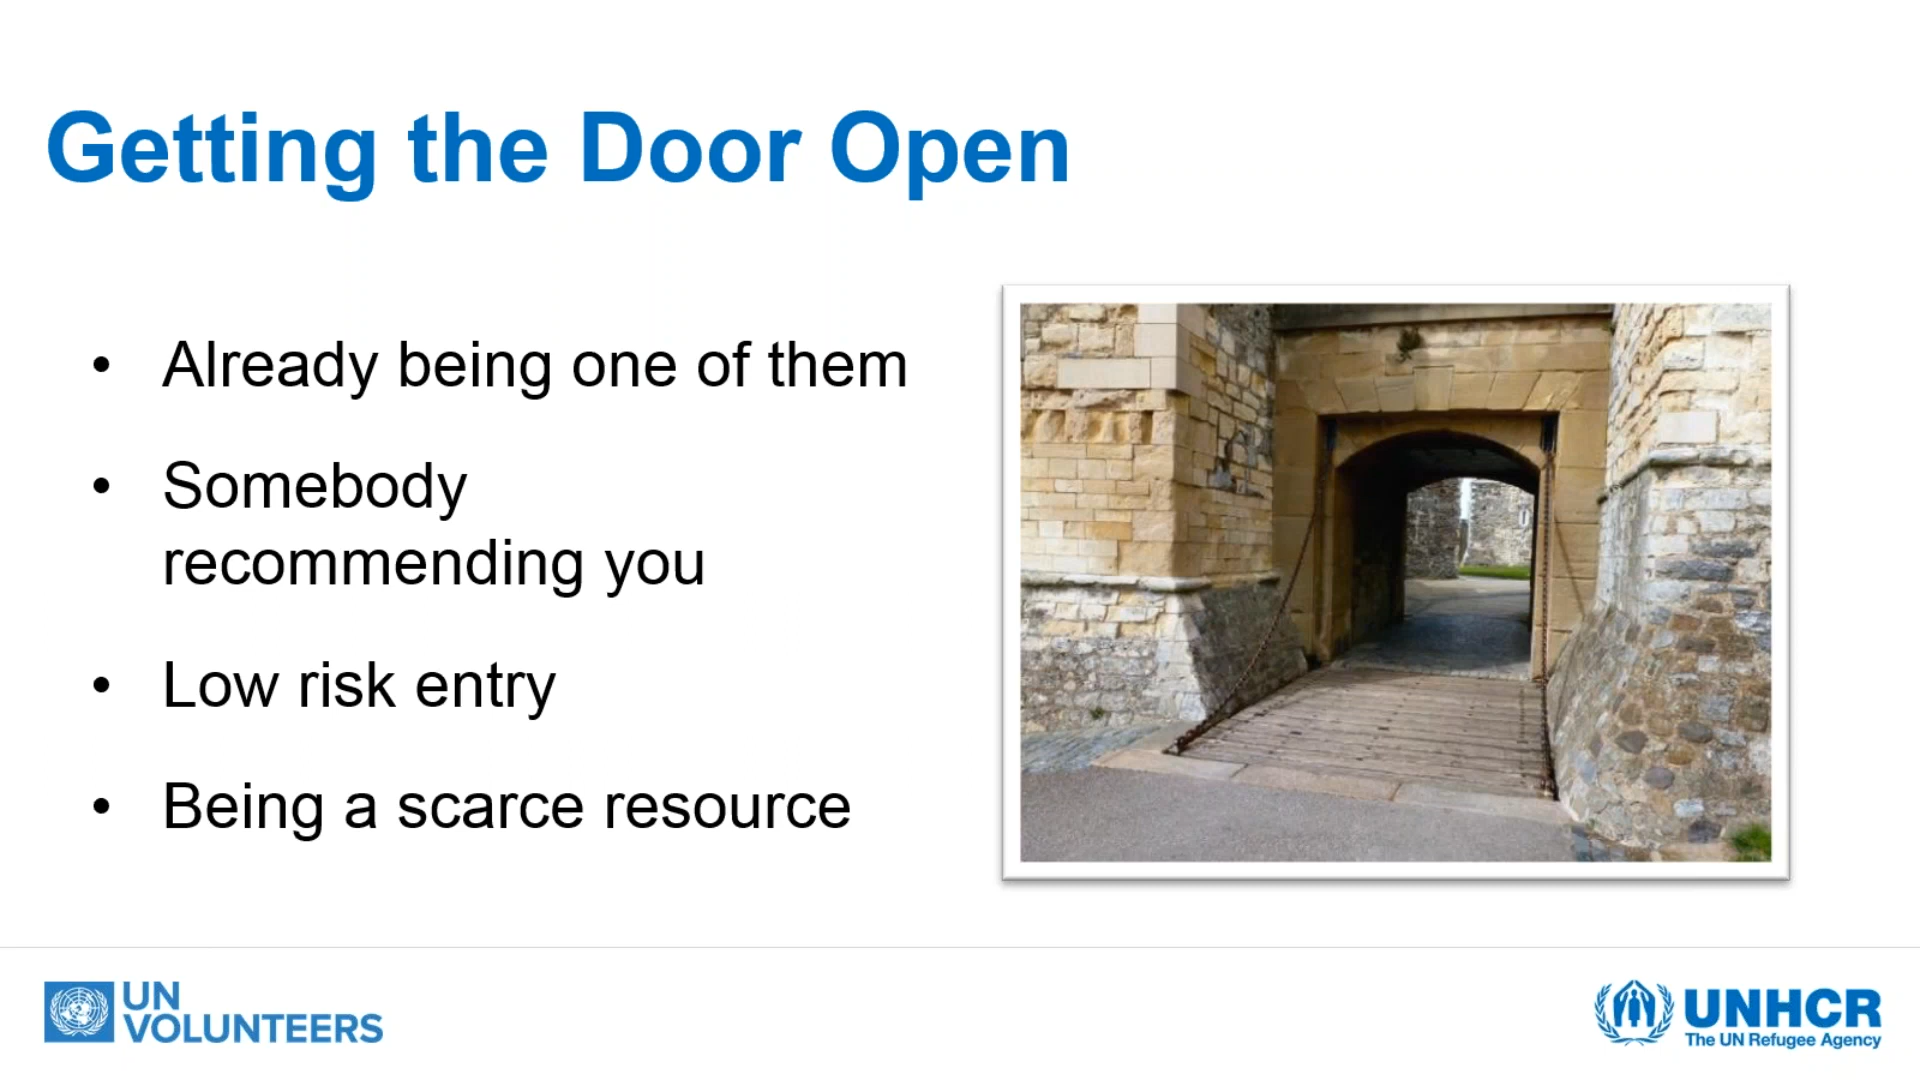 Getting the Door Open
• Already being one of them
• Somebody
recommending you
• Low risk entry
• Being a scarce resource
UN
VOLUNTEERS
UNHCR
The UN Refugee Agency